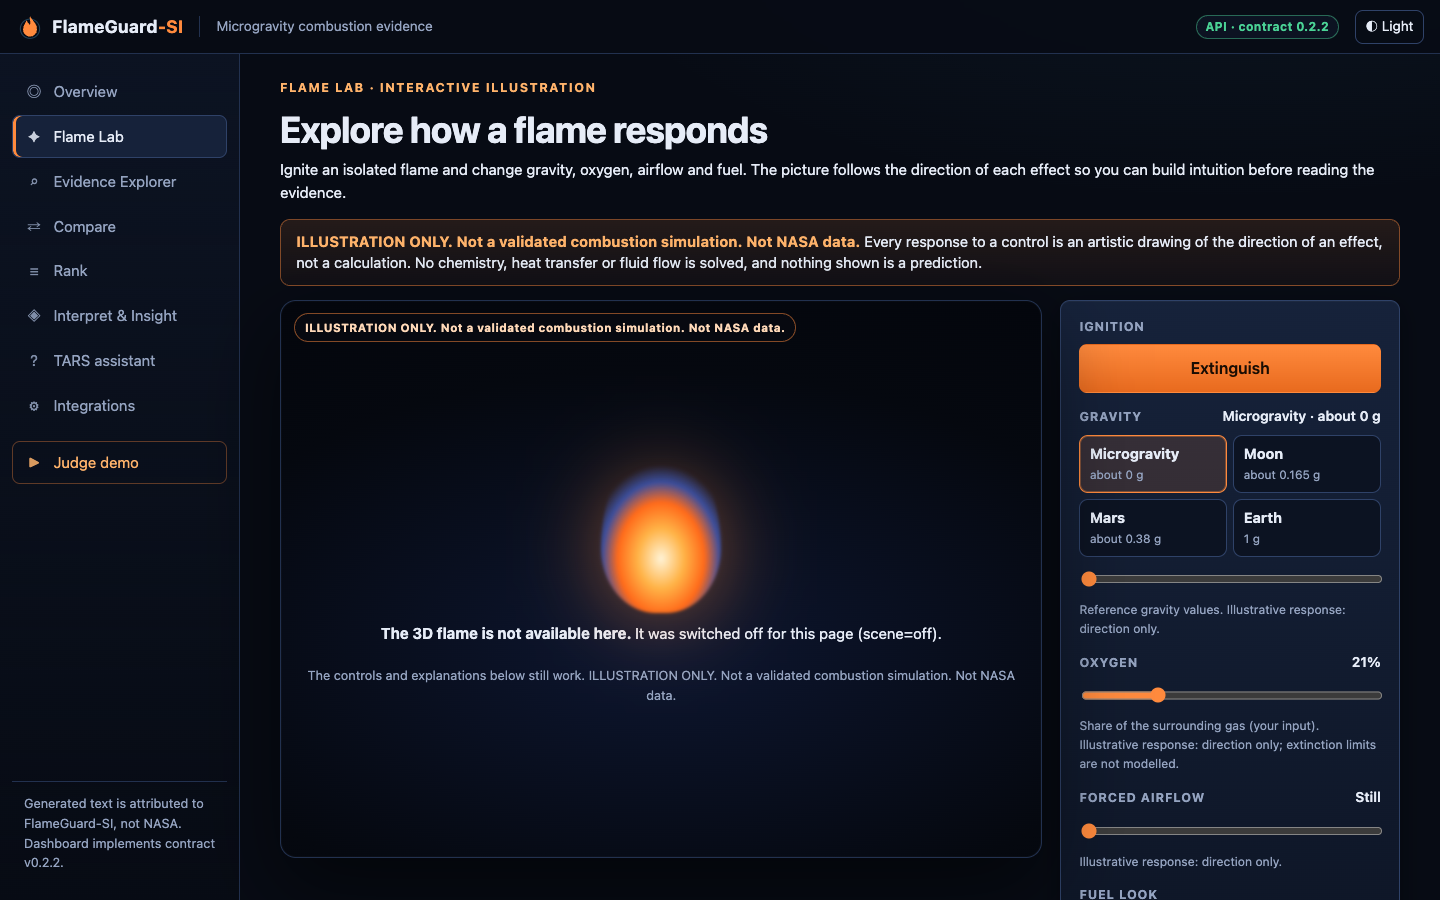 FlameGuard-SI
Microgravity combustion evidence
API · contract 0.2.2
Light
Overview
Flame Lab
Evidence Explorer
Compare
Rank
Interpret & Insight
TARS assistant
Integrations
Judge demo
Generated text is attributed to
FlameGuard-SI, not NASA.
Dashboard implements contract
v0.2.2.
FLAME LAB · INTERACTIVE ILLUSTRATION
Explore how a flame responds
Ignite an isolated flame and change gravity, oxygen, airflow and fuel. The picture follows the direction of each effect so you can build intuition before reading the
evidence.
ILLUSTRATION ONLY. Not a validated combustion simulation. Not NASA data. Every response to a control is an artistic drawing of the direction of an effect,
not a calculation. No chemistry, heat transfer or fluid flow is solved, and nothing shown is a prediction.
ILLUSTRATION ONLY. Not a validated combustion simulation. Not NASA data.
The 3D flame is not available here. It was switched off for this page (scene=off).
The controls and explanations below still work. ILLUSTRATION ONLY. Not a validated combustion simulation. Not NASA
data.
IGNITION
Extinguish
GRAVITY
Microgravity · about 0 g
Microgravity
about 0 g
Moon
about 0.165 g
Mars
about 0.38 g
Earth
1 g
Reference gravity values. Illustrative response:
direction only.
OXYGEN
21%
Share of the surrounding gas (your input).
Illustrative response: direction only; extinction limits
are not modelled.
FORCED AIRFLOW
Still
Illustrative response: direction only.
FUEL LOOK